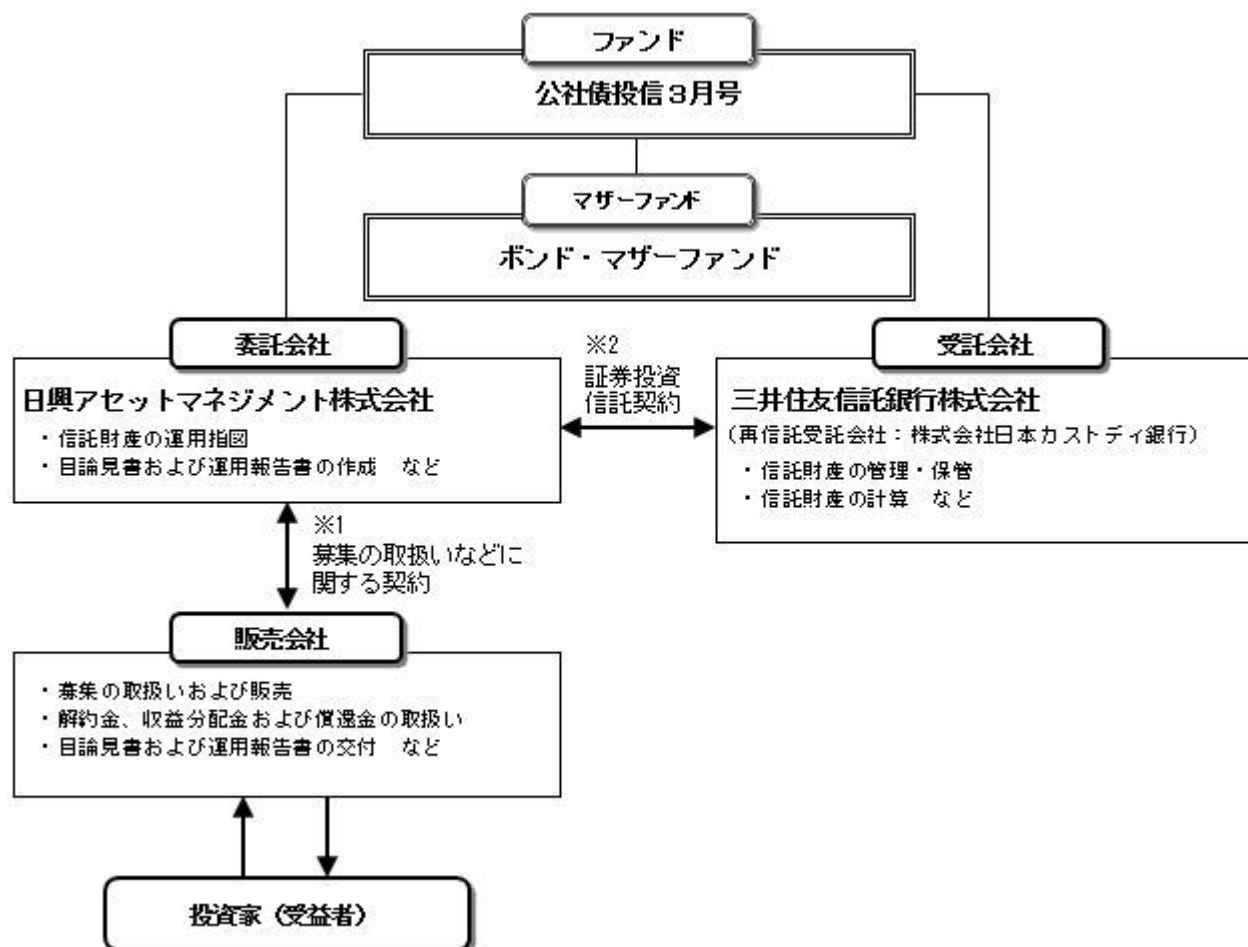 ファンド
公社債投信3月号
マザーファンド
ボンド・マザーファンド
委託会社
日興アセットマネジメント株式会社
・信託財産の運用指図
・目論見書および運用報告書の作成　など
※2
証券投資
信託契約
受託会社
三井住友信託銀行株式会社
(再信託受託会社：株式会社日本カストディ銀行)
・信託財産の管理・保管
・信託財産の計算　など
※1
募集の取扱いなどに
関する契約
販売会社
・募集の取扱いおよび販売
・解約金、収益分配金および償還金の取扱い
・目論見書および運用報告書の交付　など
投資家（受益者）